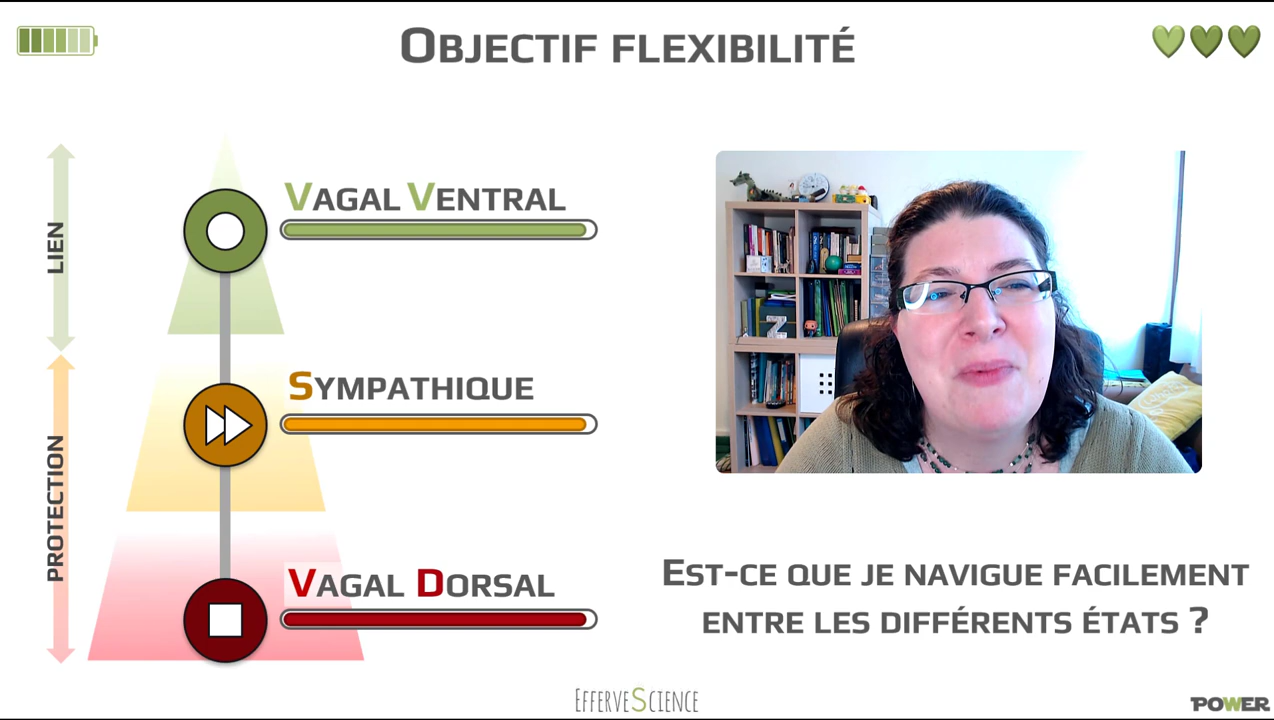 OBJECTIF FLEXIBILITÉ
LIEN
VAGAL VENTRAL
SYMPATHIQUE
PROTECTION
VAGAL DORSAL
EST-CE QUE JE NAVIGUE FACILEMENT
ENTRE LES DIFFÉRENTS ÉTATS ?
EFFERVESCIENCE
POWER